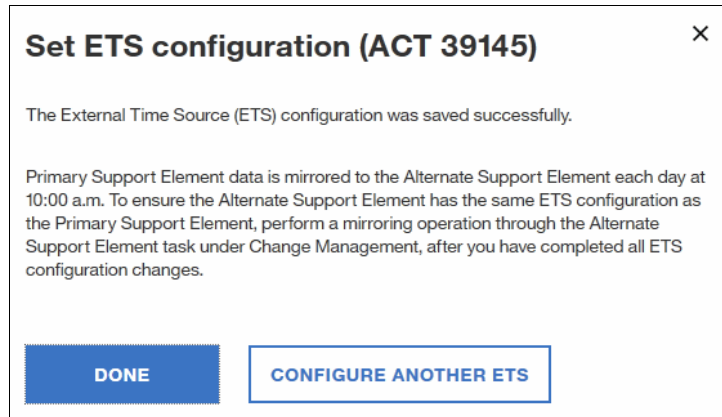 Set ETS configuration (ACT 39145)
The External Time Source (ETS) configuration was saved successfully.
Primary Support Element data is mirrored to the Alternate Support Element each day at
10:00 a.m. To ensure the Alternate Support Element has the same ETS configuration as
the Primary Support Element, perform a mirroring operation through the Alternate
Support Element task under Change Management, after you have completed all ETS
configuration changes.
DONE
CONFIGURE ANOTHER ETS